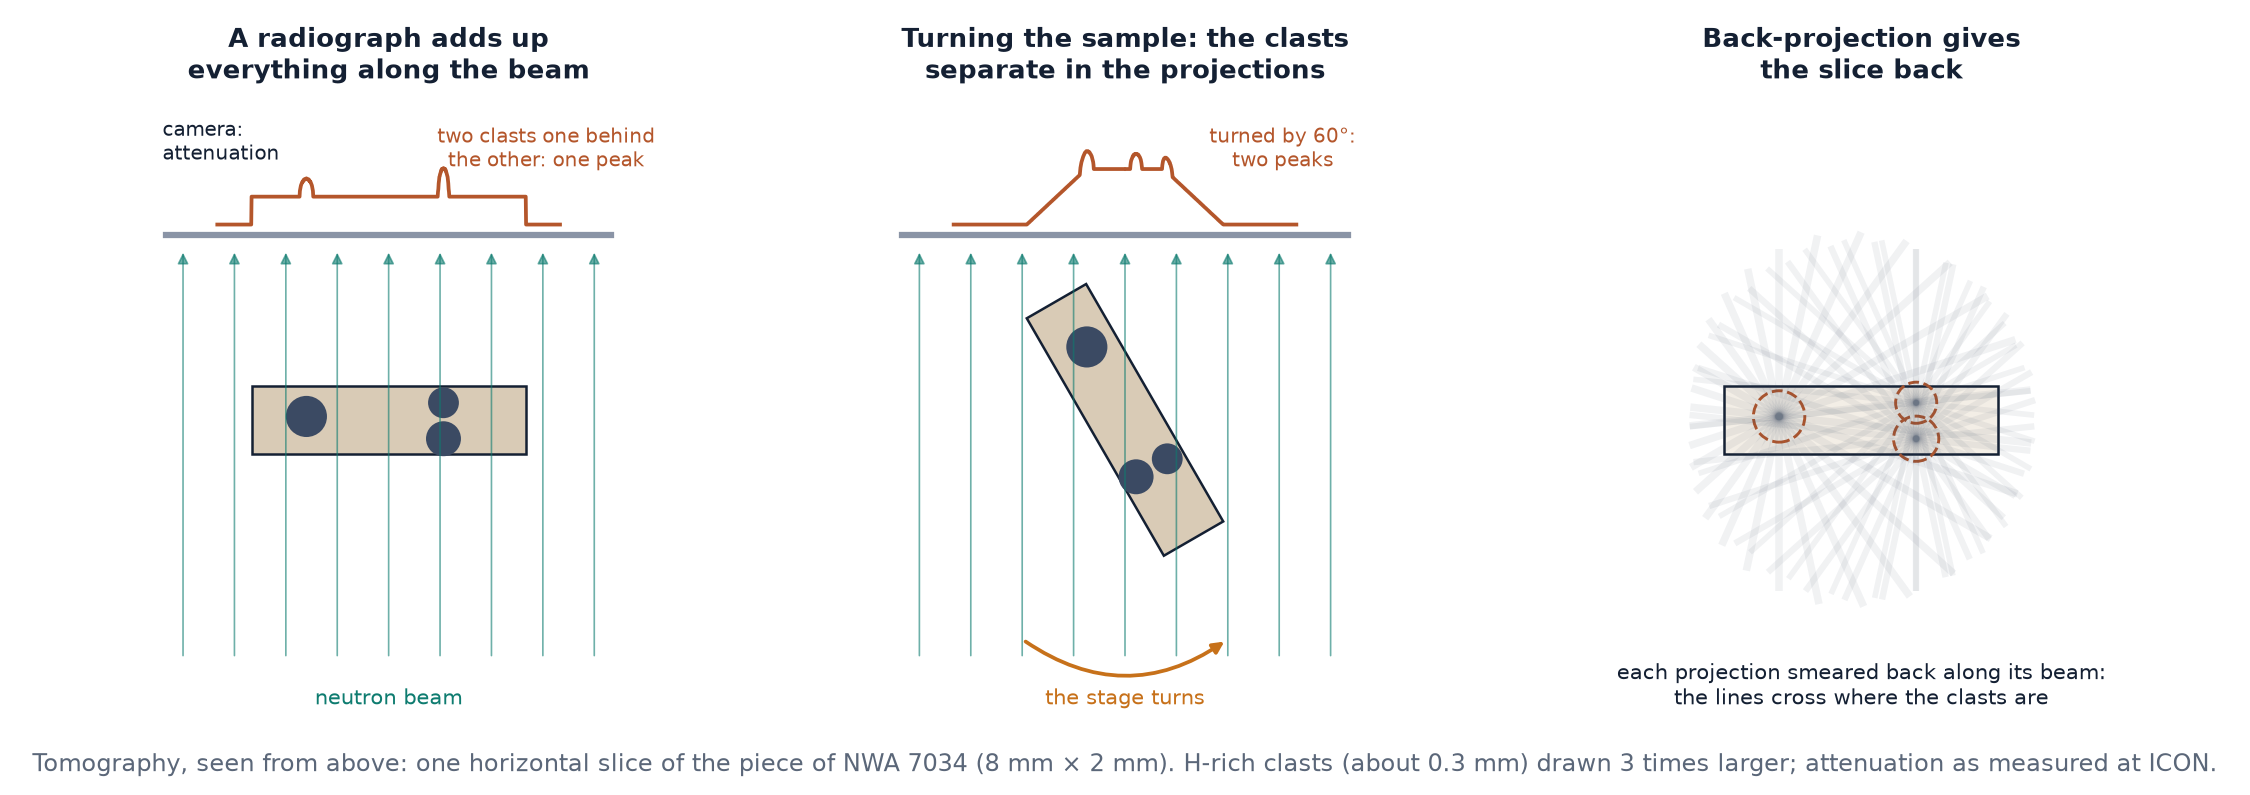 A radiograph adds up
everything along the beam
camera:
attenuation
two clasts one behind
the other: one peak
neutron beam
Turning the sample: the clasts
separate in the projections
turned by 60°:
two peaks
the stage turns
Back-projection gives
the slice back
each projection smeared back along its beam:
the lines cross where the clasts are
Tomography, seen from above: one horizontal slice of the piece of NWA 7034 (8 mm × 2 mm). H-rich clasts (about 0.3 mm) drawn 3 times larger; attenuation as measured at ICON.